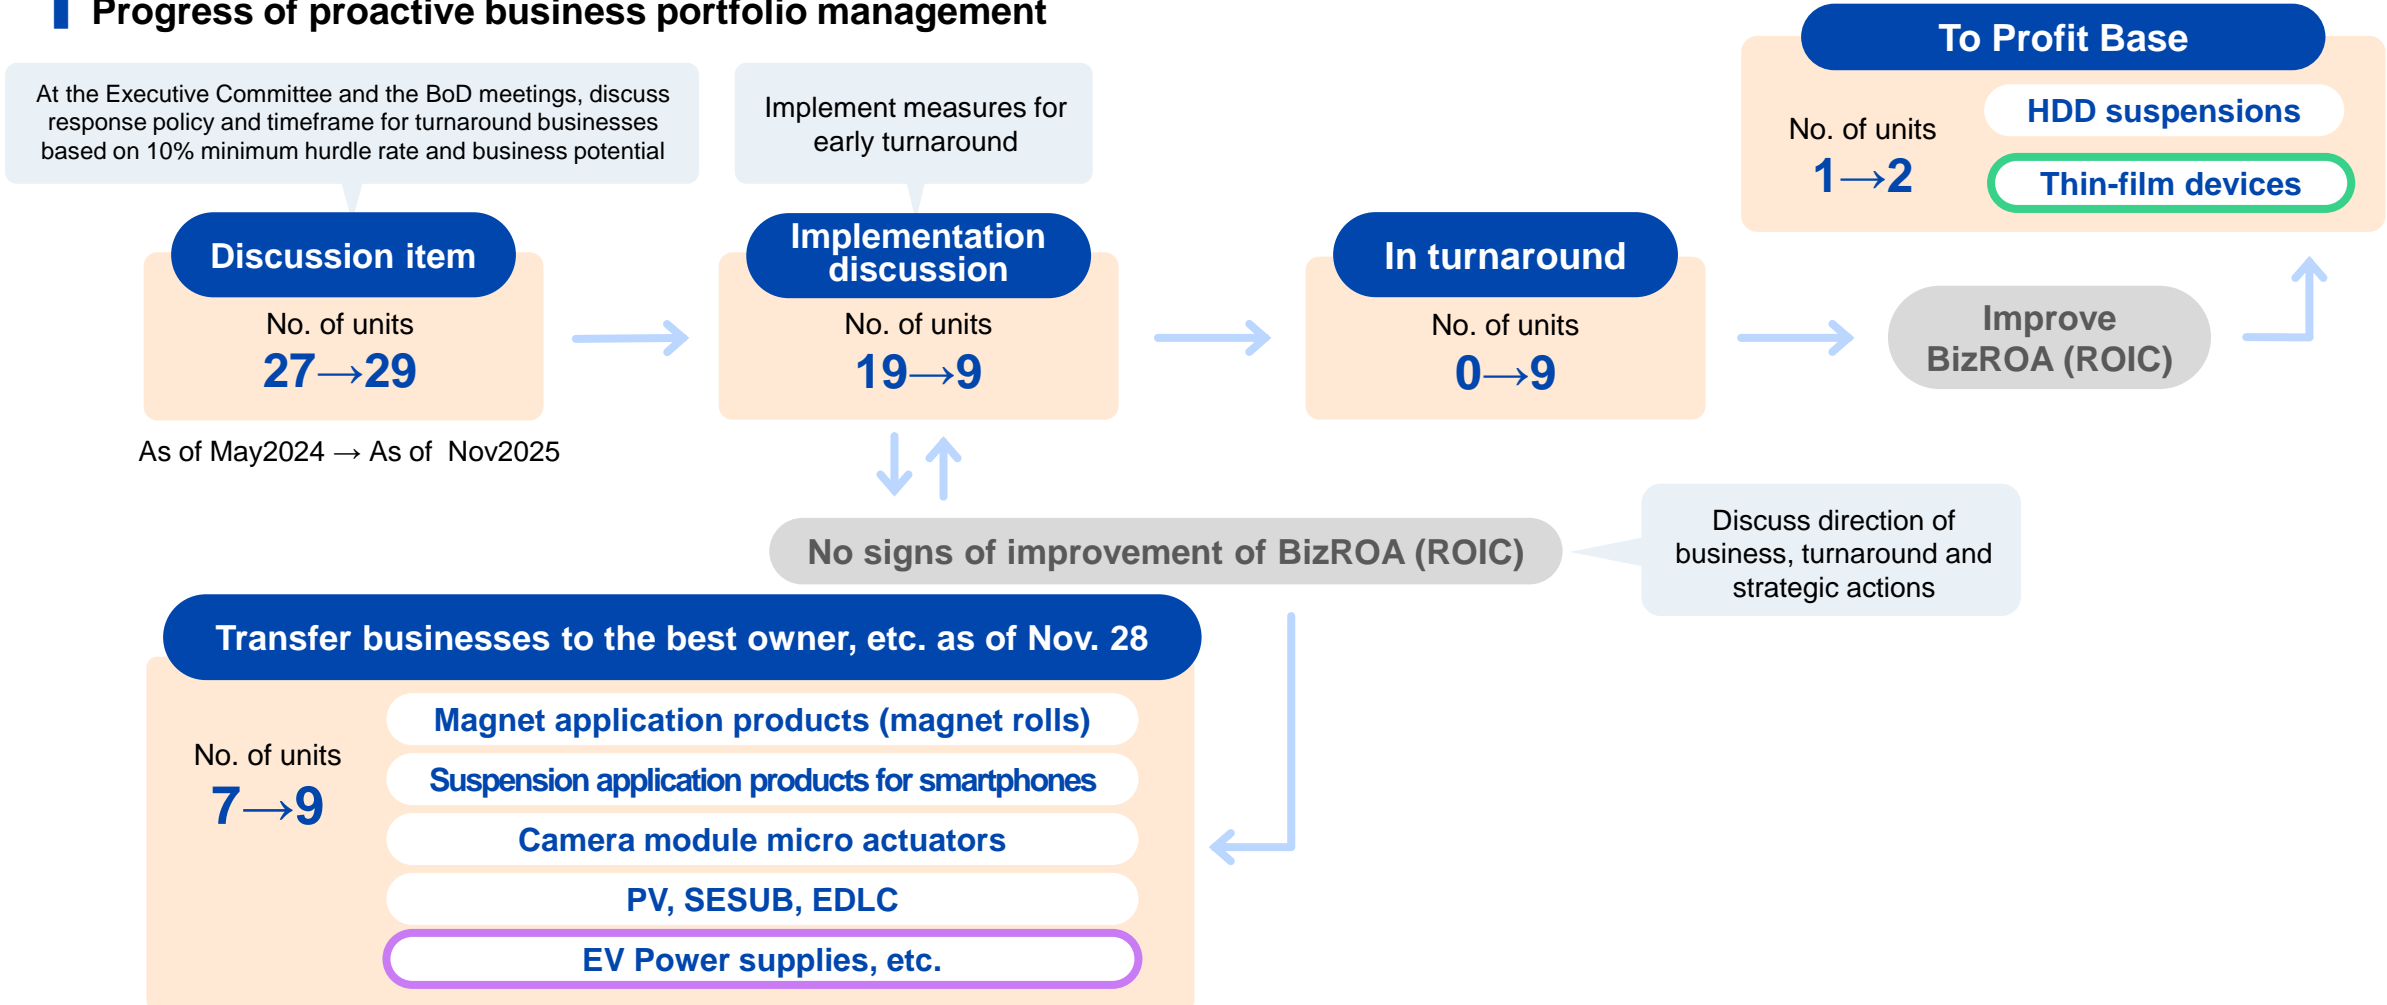 Progress of proactive business portfolio management
At the Executive Committee and the BoD meetings, discuss
response policy and timeframe for turnaround businesses
based on 10% minimum hurdle rate and business potential
Discussion item
No. of units
27→29
As of May2024 → As of  Nov2025
Implement measures for
early turnaround
Implementation
discussion
No. of units
19→9
In turnaround
No. of units
0→9
Improve
BizROA (ROIC)
To Profit Base
No. of units
1→2
HDD suspensions
Thin-film devices
No signs of improvement of BizROA (ROIC)
Discuss direction of
business, turnaround and
strategic actions
Transfer businesses to the best owner, etc. as of Nov. 28
No. of units
7→9
Magnet application products (magnet rolls)
Suspension application products for smartphones
Camera module micro actuators
PV, SESUB, EDLC
EV Power supplies, etc.